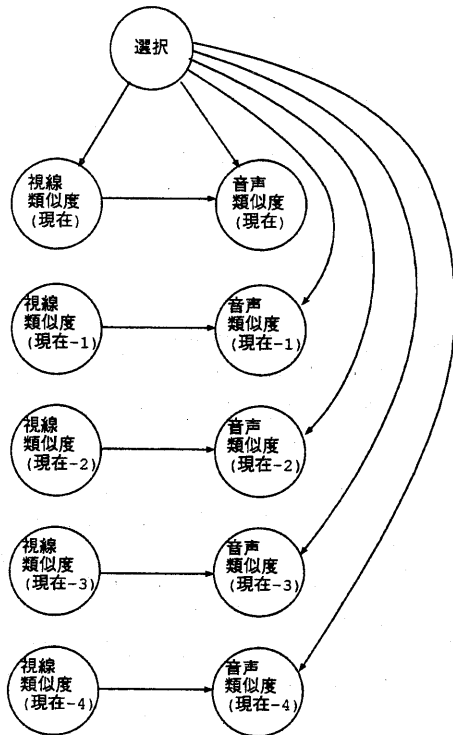 選択
視線
類似度
(現在)
音声
類似度
(現在)
視線
類似度
(現在-1)
音声
類似度
(現在-1)
視線
類似度
(現在-2)
音声
類似度
(現在-2)
視線
類似度
(現在-3)
音声
類似度
(現在-3)
視線
類似度
(現在-4)
音声
類似度
(現在-4)